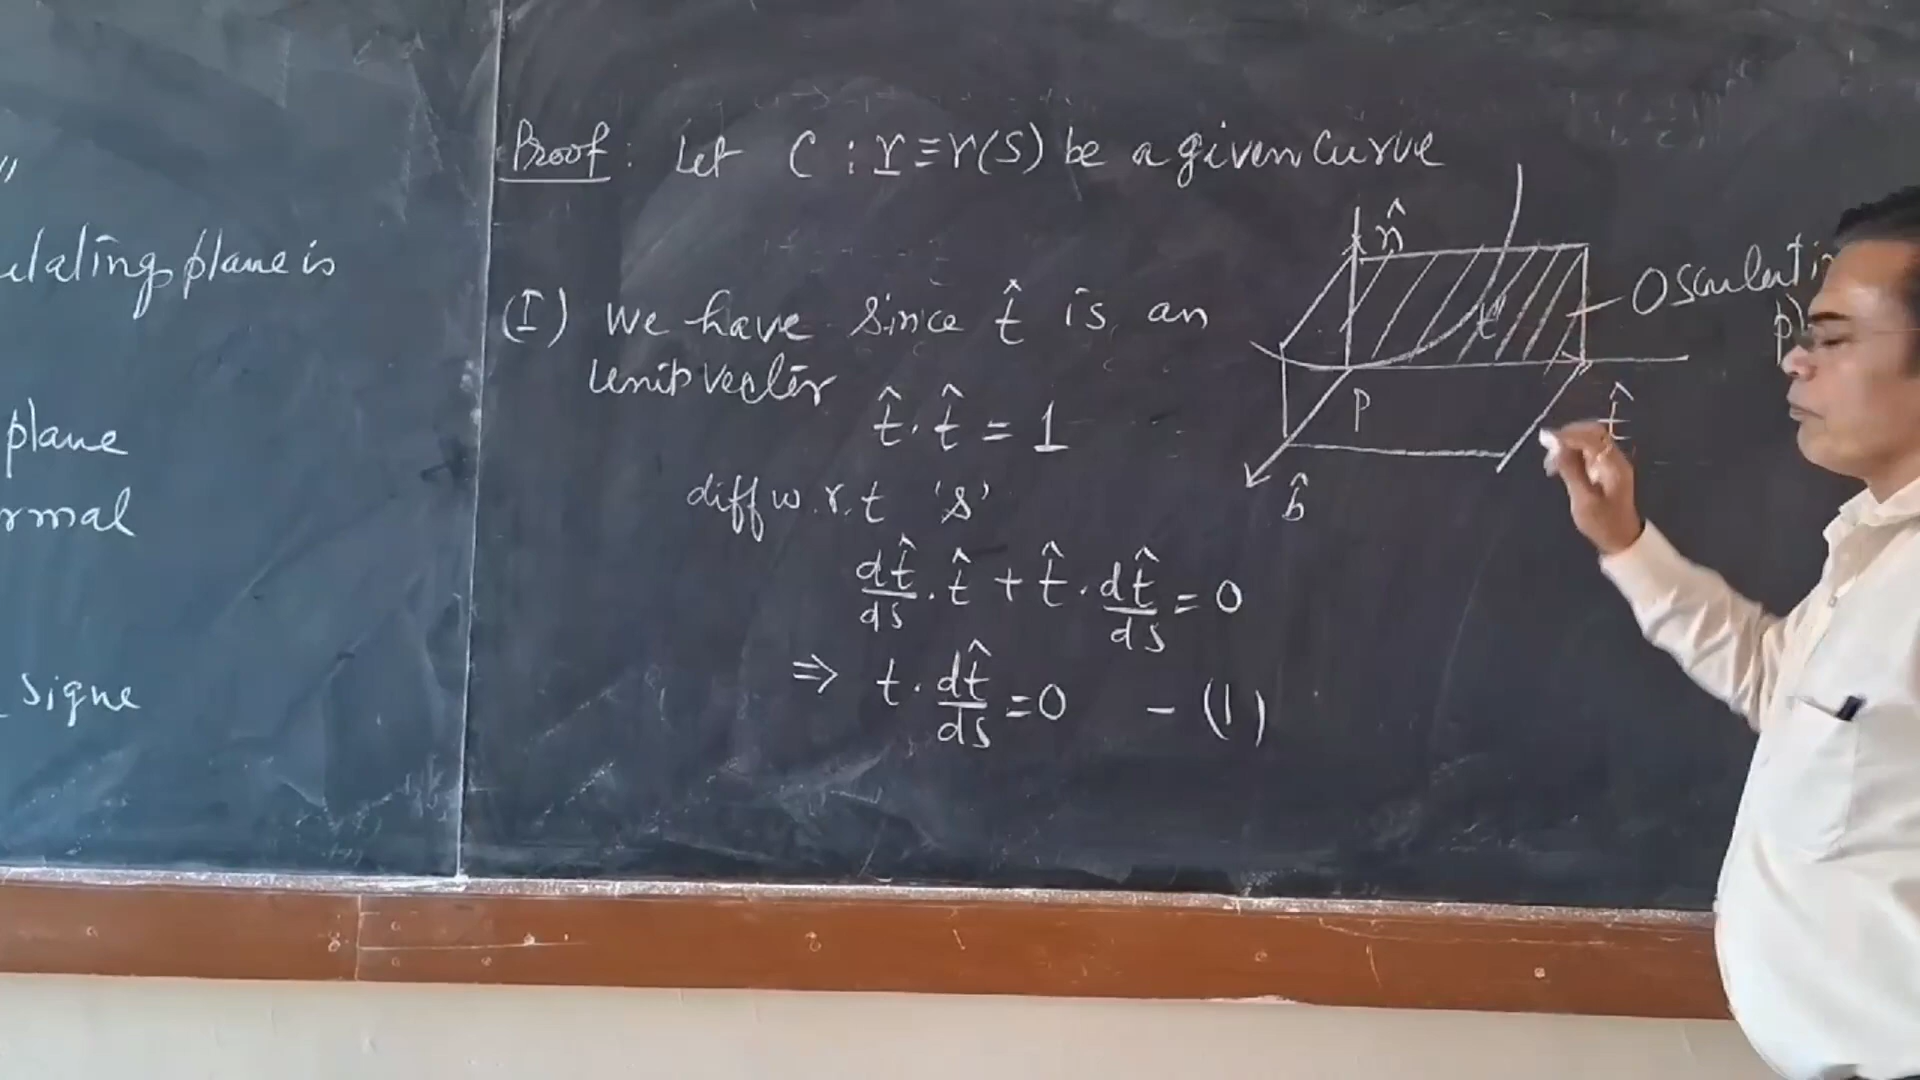 "
ulating plane is
plane
rmal
signe
Proof : Let C : r = r(s) be a given curve
(I) We have since t̂ is an
unit vector
t̂ . t̂ = 1
diff w.r.t 's'
dt̂/ds . t̂ + t̂ . dt̂/ds = 0
⇒ t . dt̂/ds = 0 - (1)
n̂
C
Osculati
pl
P
t̂
b̂